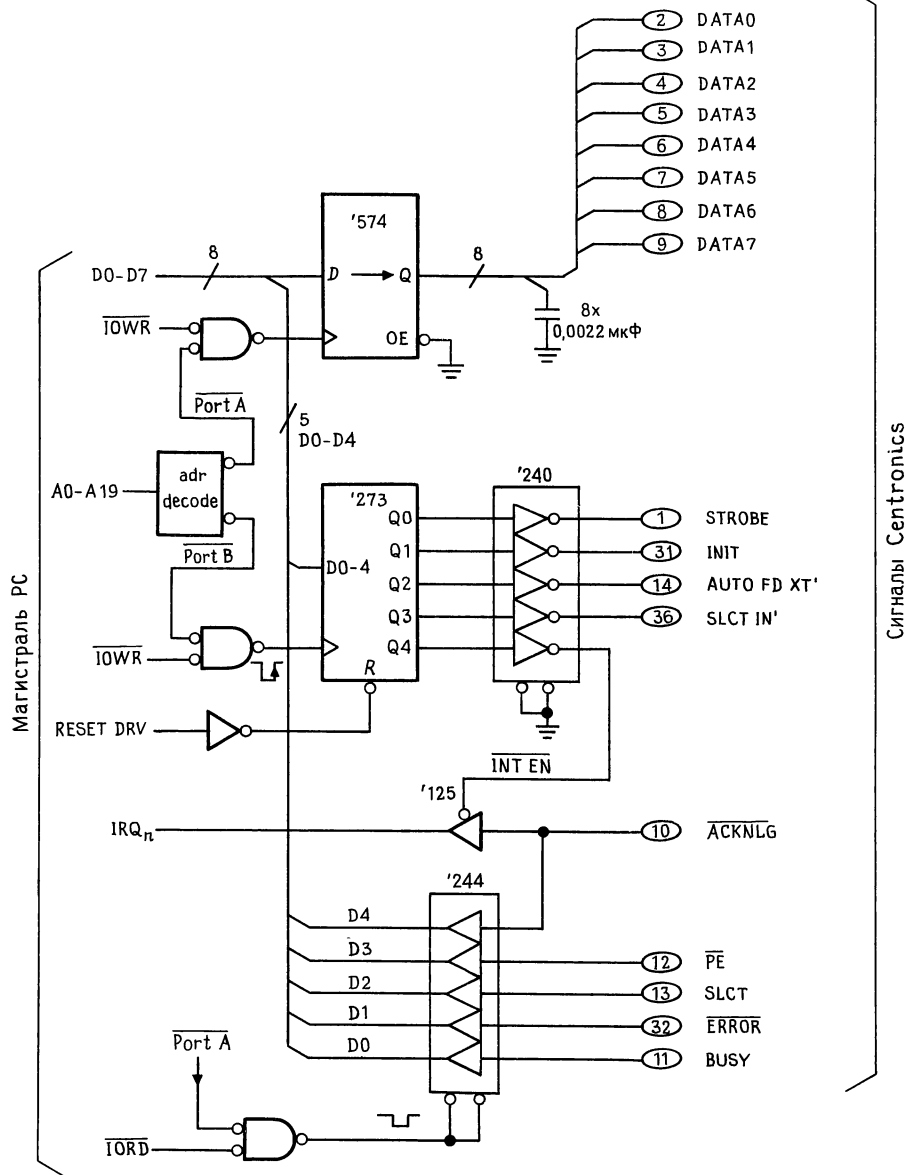 2 DATA0
3 DATA1
4 DATA2
5 DATA3
6 DATA4
7 DATA5
8 DATA6
9 DATA7
'574
8
8
D0-D7
D Q
8x
0,0022 мкФ
IOWR
OE
Port A
5
D0-D4
A0-A19
adr
decode
'273
'240
Q0
1 STROBE
Q1
31 INIT
Port B
D0-4
Q2
14 AUTO FD XT'
Q3
36 SLCT IN'
Q4
IOWR
R
RESET DRV
INT EN
'125
IRQn
10 ACKNLG
'244
D4
D3
12 PE
D2
13 SLCT
D1
32 ERROR
D0
11 BUSY
Port A
IORD
Магистраль PC
Сигналы Centronics